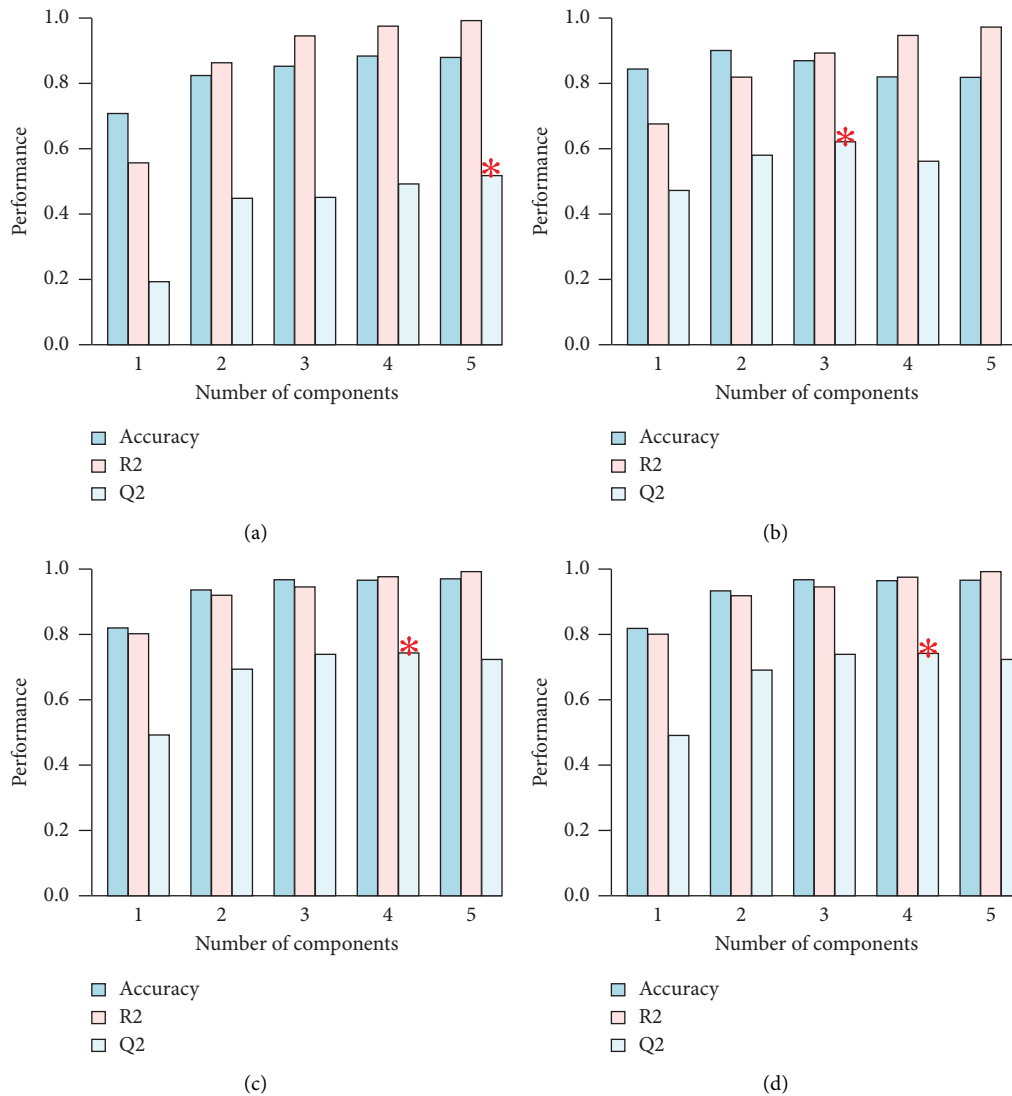 1.0
0.8
0.6
0.4
0.2
0.0
Performance
1 2 3 4 5
Number of components
Accuracy
R2
Q2
(a)
1.0
0.8
0.6
0.4
0.2
0.0
Performance
1 2 3 4 5
Number of components
Accuracy
R2
Q2
(b)
1.0
0.8
0.6
0.4
0.2
0.0
Performance
1 2 3 4 5
Number of components
Accuracy
R2
Q2
(c)
1.0
0.8
0.6
0.4
0.2
0.0
Performance
1 2 3 4 5
Number of components
Accuracy
R2
Q2
(d)